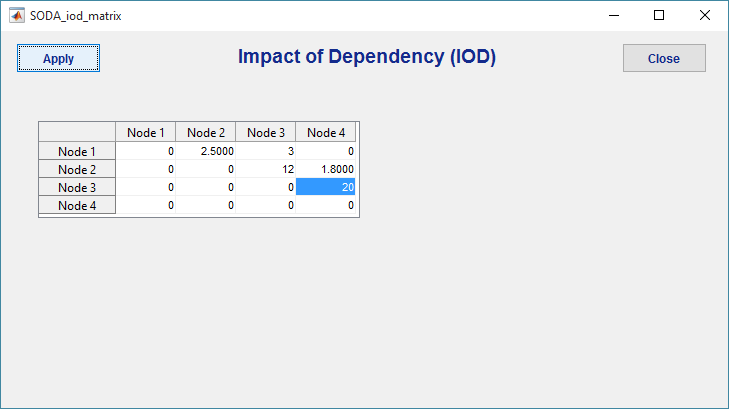 SODA_iod_matrix
Apply
Impact of Dependency (IOD)
Close
Node 1 Node 2 Node 3 Node 4
Node 1 0 2.5000 3 0
Node 2 0 0 12 1.8000
Node 3 0 0 0 20
Node 4 0 0 0 0